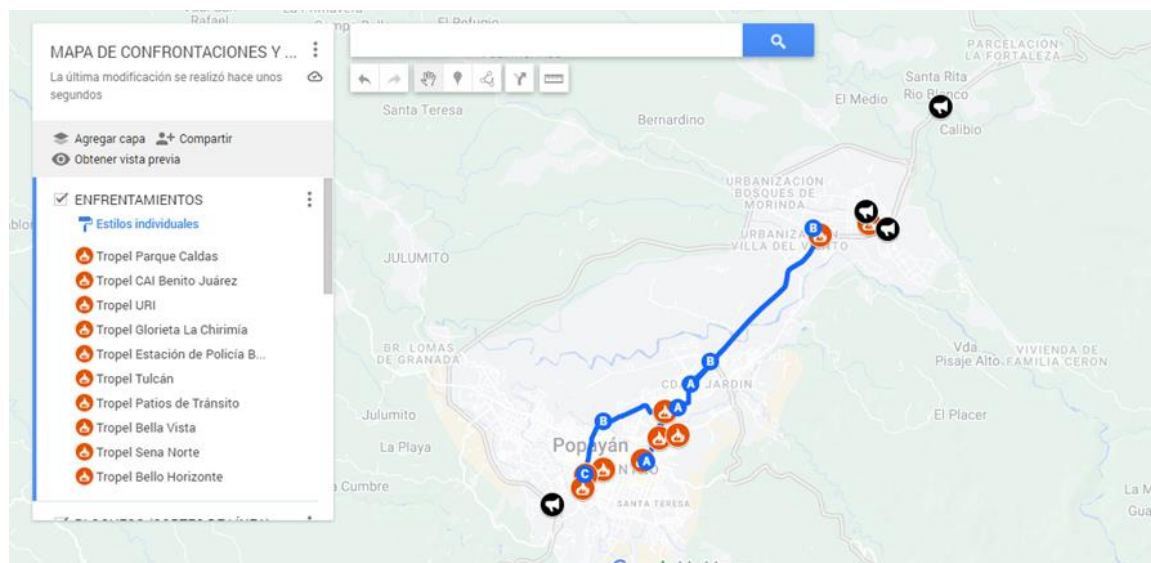 Rafael
El Refugio
MAPA DE CONFRONTACIONES Y ...
La última modificación se realizó hace unos
segundos
Agregar capa
Compartir
Obtener vista previa
ENFRENTAMIENTOS
Estilos individuales
Tropel Parque Caldas
Tropel CAI Benito Juárez
Tropel URI
Tropel Glorieta La Chirimía
Tropel Estación de Policía B...
Tropel Tulcán
Tropel Patios de Tránsito
Tropel Bella Vista
Tropel Sena Norte
Tropel Bello Horizonte
PARCELACIÓN
LA FORTALEZA
Santa Rita
Rio Blanco
El Medio
Calibio
Santa Teresa
Bernardino
URBANIZACIÓN
BOSQUES DE
MORINDA
URBANIZACIÓN
VILLA DEL VIENTO
B
JULUMITO
BR. LOMAS
DE GRANADA
Vda
Pisaje Alto
VIVIENDA DE
FAMILIA CERON
B
A
JARDIN
A
B
Julumito
El Placer
La Playa
Popayán
A
C
Cumbre
SANTA TERESA
La M
Gua